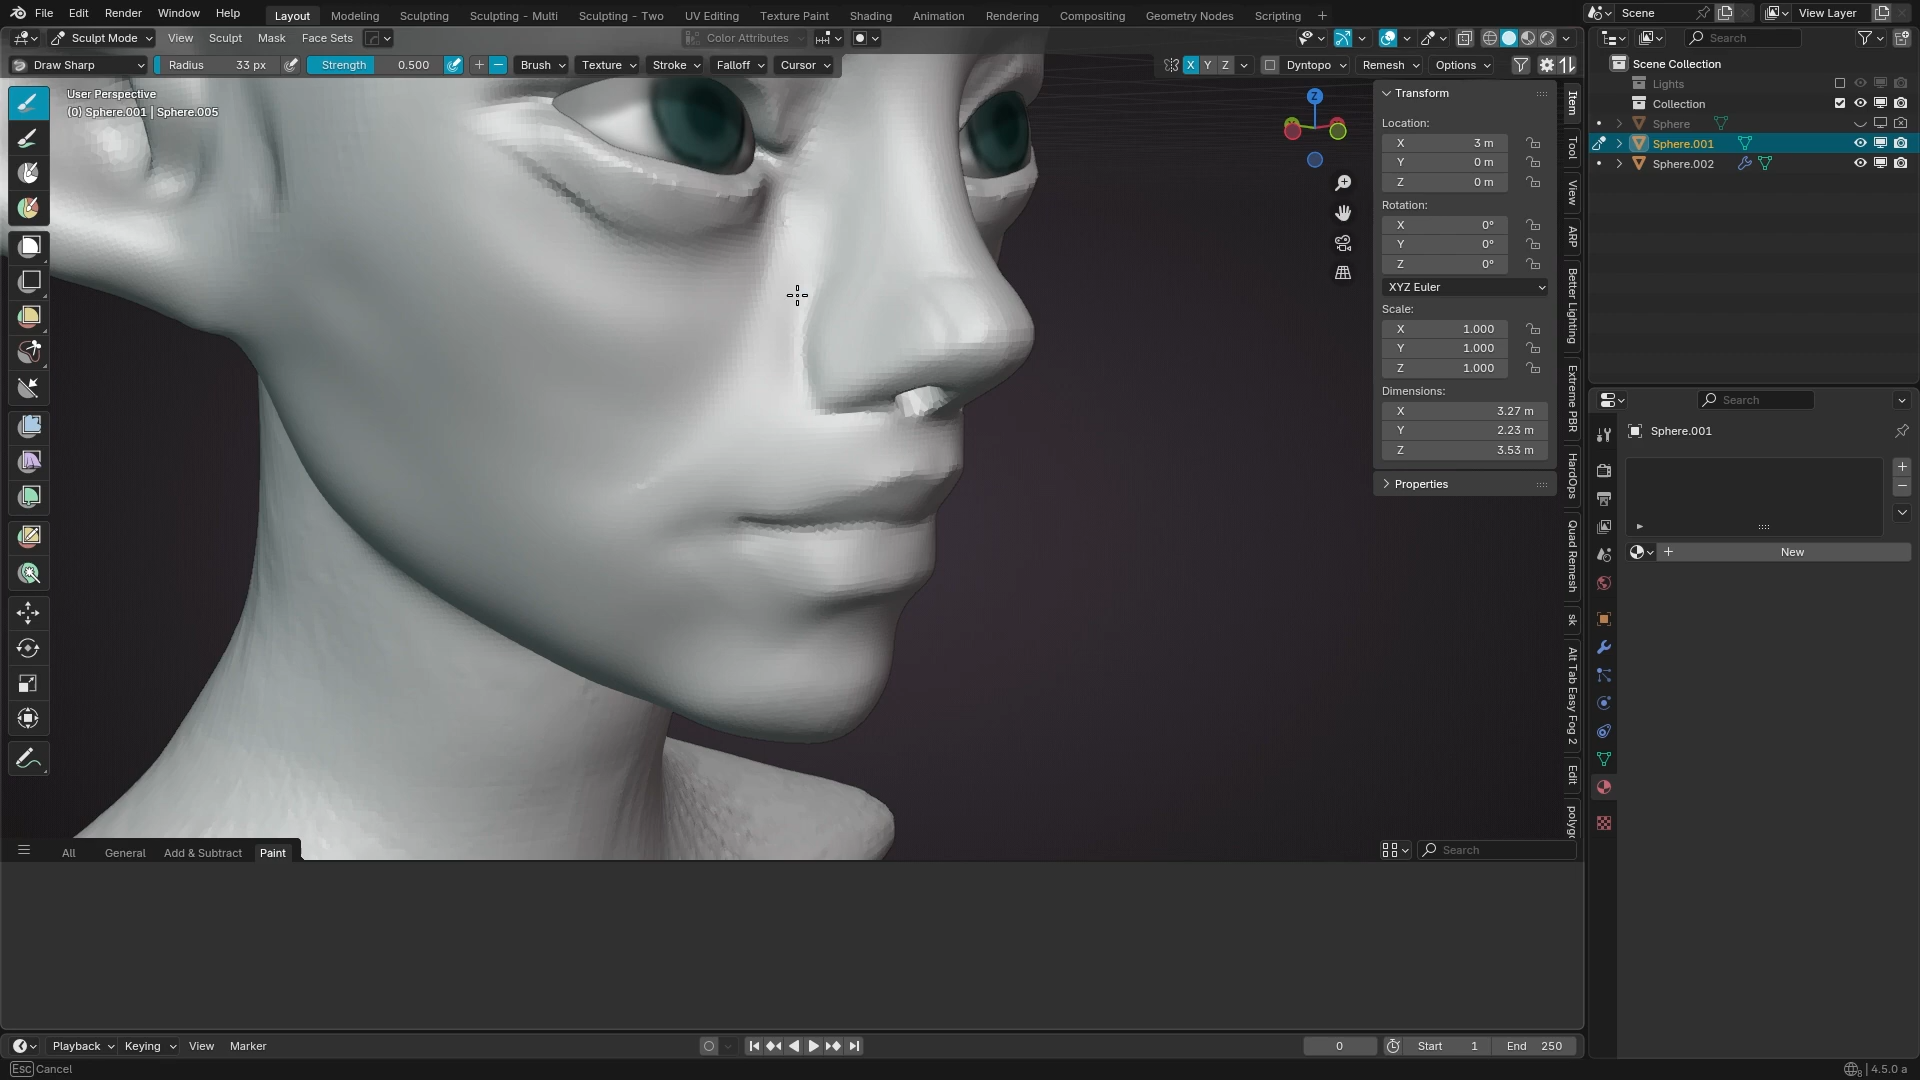 File Edit Render Window Help Layout Modeling Sculpting Sculpting - Multi Sculpting - Two UV Editing Texture Paint Shading Animation Rendering Compositing Geometry Nodes Scripting + Scene View Layer
Sculpt Mode View Sculpt Mask Face Sets Color Attributes Search
Draw Sharp Radius 33 px Strength 0.500 Brush Texture Stroke Falloff Cursor X Y Z Dyntopo Remesh Options
Scene Collection
Lights
Collection
Sphere
Sphere.001
Sphere.002
User Perspective
(0) Sphere.001 | Sphere.005
Z
Transform
Location:
X 3 m
Y 0 m
Z 0 m
Rotation:
X 0°
Y 0°
Z 0°
XYZ Euler
Scale:
X 1.000
Y 1.000
Z 1.000
Dimensions:
X 3.27 m
Y 2.23 m
Z 3.53 m
Properties
Item
Tool
View
ARP
Better Lighting
Extreme PBR
HardOps
Quad Remesh
sk
Alt Tab Easy Fog 2
Edit
Search
Sphere.001
New
All General Add & Subtract Paint Search
Playback Keying View Marker 0 Start 1 End 250
Esc Cancel 4.5.0 a